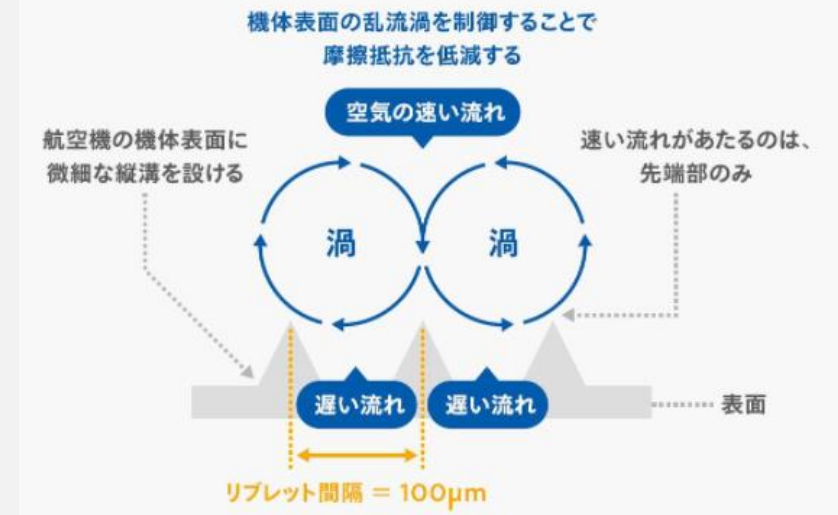 機体表面の乱流渦を制御することで
摩擦抵抗を低減する
空気の速い流れ
航空機の機体表面に
微細な縦溝を設ける
速い流れがあたるのは、
先端部のみ
渦
渦
遅い流れ
遅い流れ
表面
リブレット間隔 = 100μm